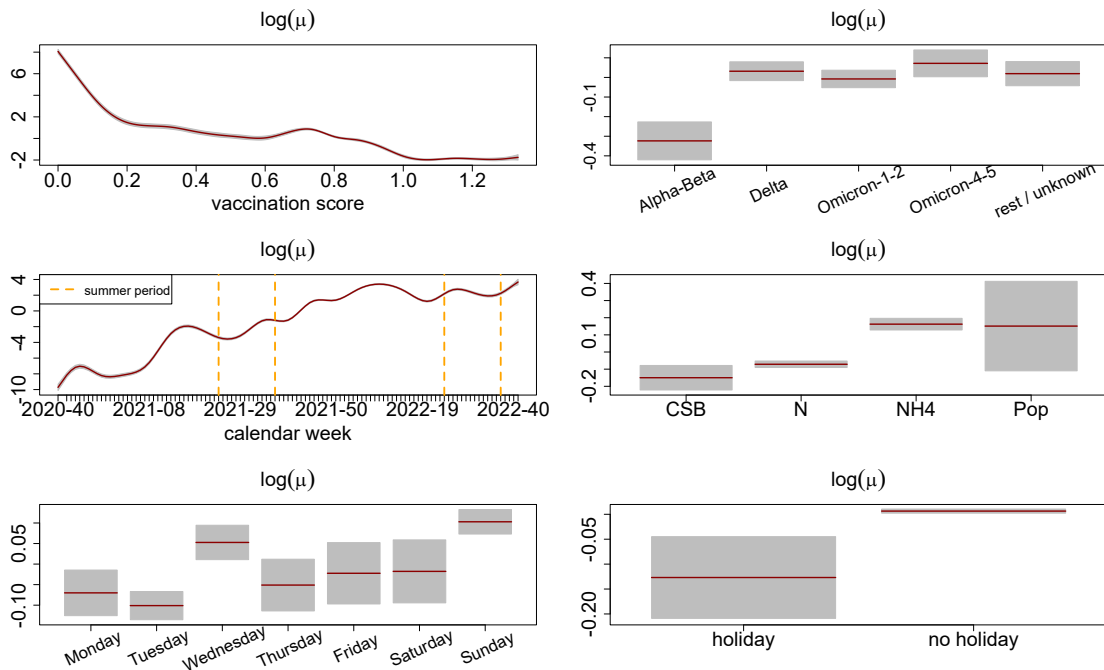 log(μ)
6
2
-2
0.0 0.2 0.4 0.6 0.8 1.0 1.2
vaccination score
log(μ)
-0.1
-0.4
Alpha-Beta Delta Omicron-1-2 Omicron-4-5 rest / unknown
log(μ)
summer period
4
0
-4
-10
2020-40 2021-08 2021-29 2021-50 2022-19 2022-40
calendar week
log(μ)
0.4
0.1
-0.2
CSB N NH4 Pop
log(μ)
0.05
-0.10
Monday Tuesday Wednesday Thursday Friday Saturday Sunday
log(μ)
-0.05
-0.20
holiday no holiday